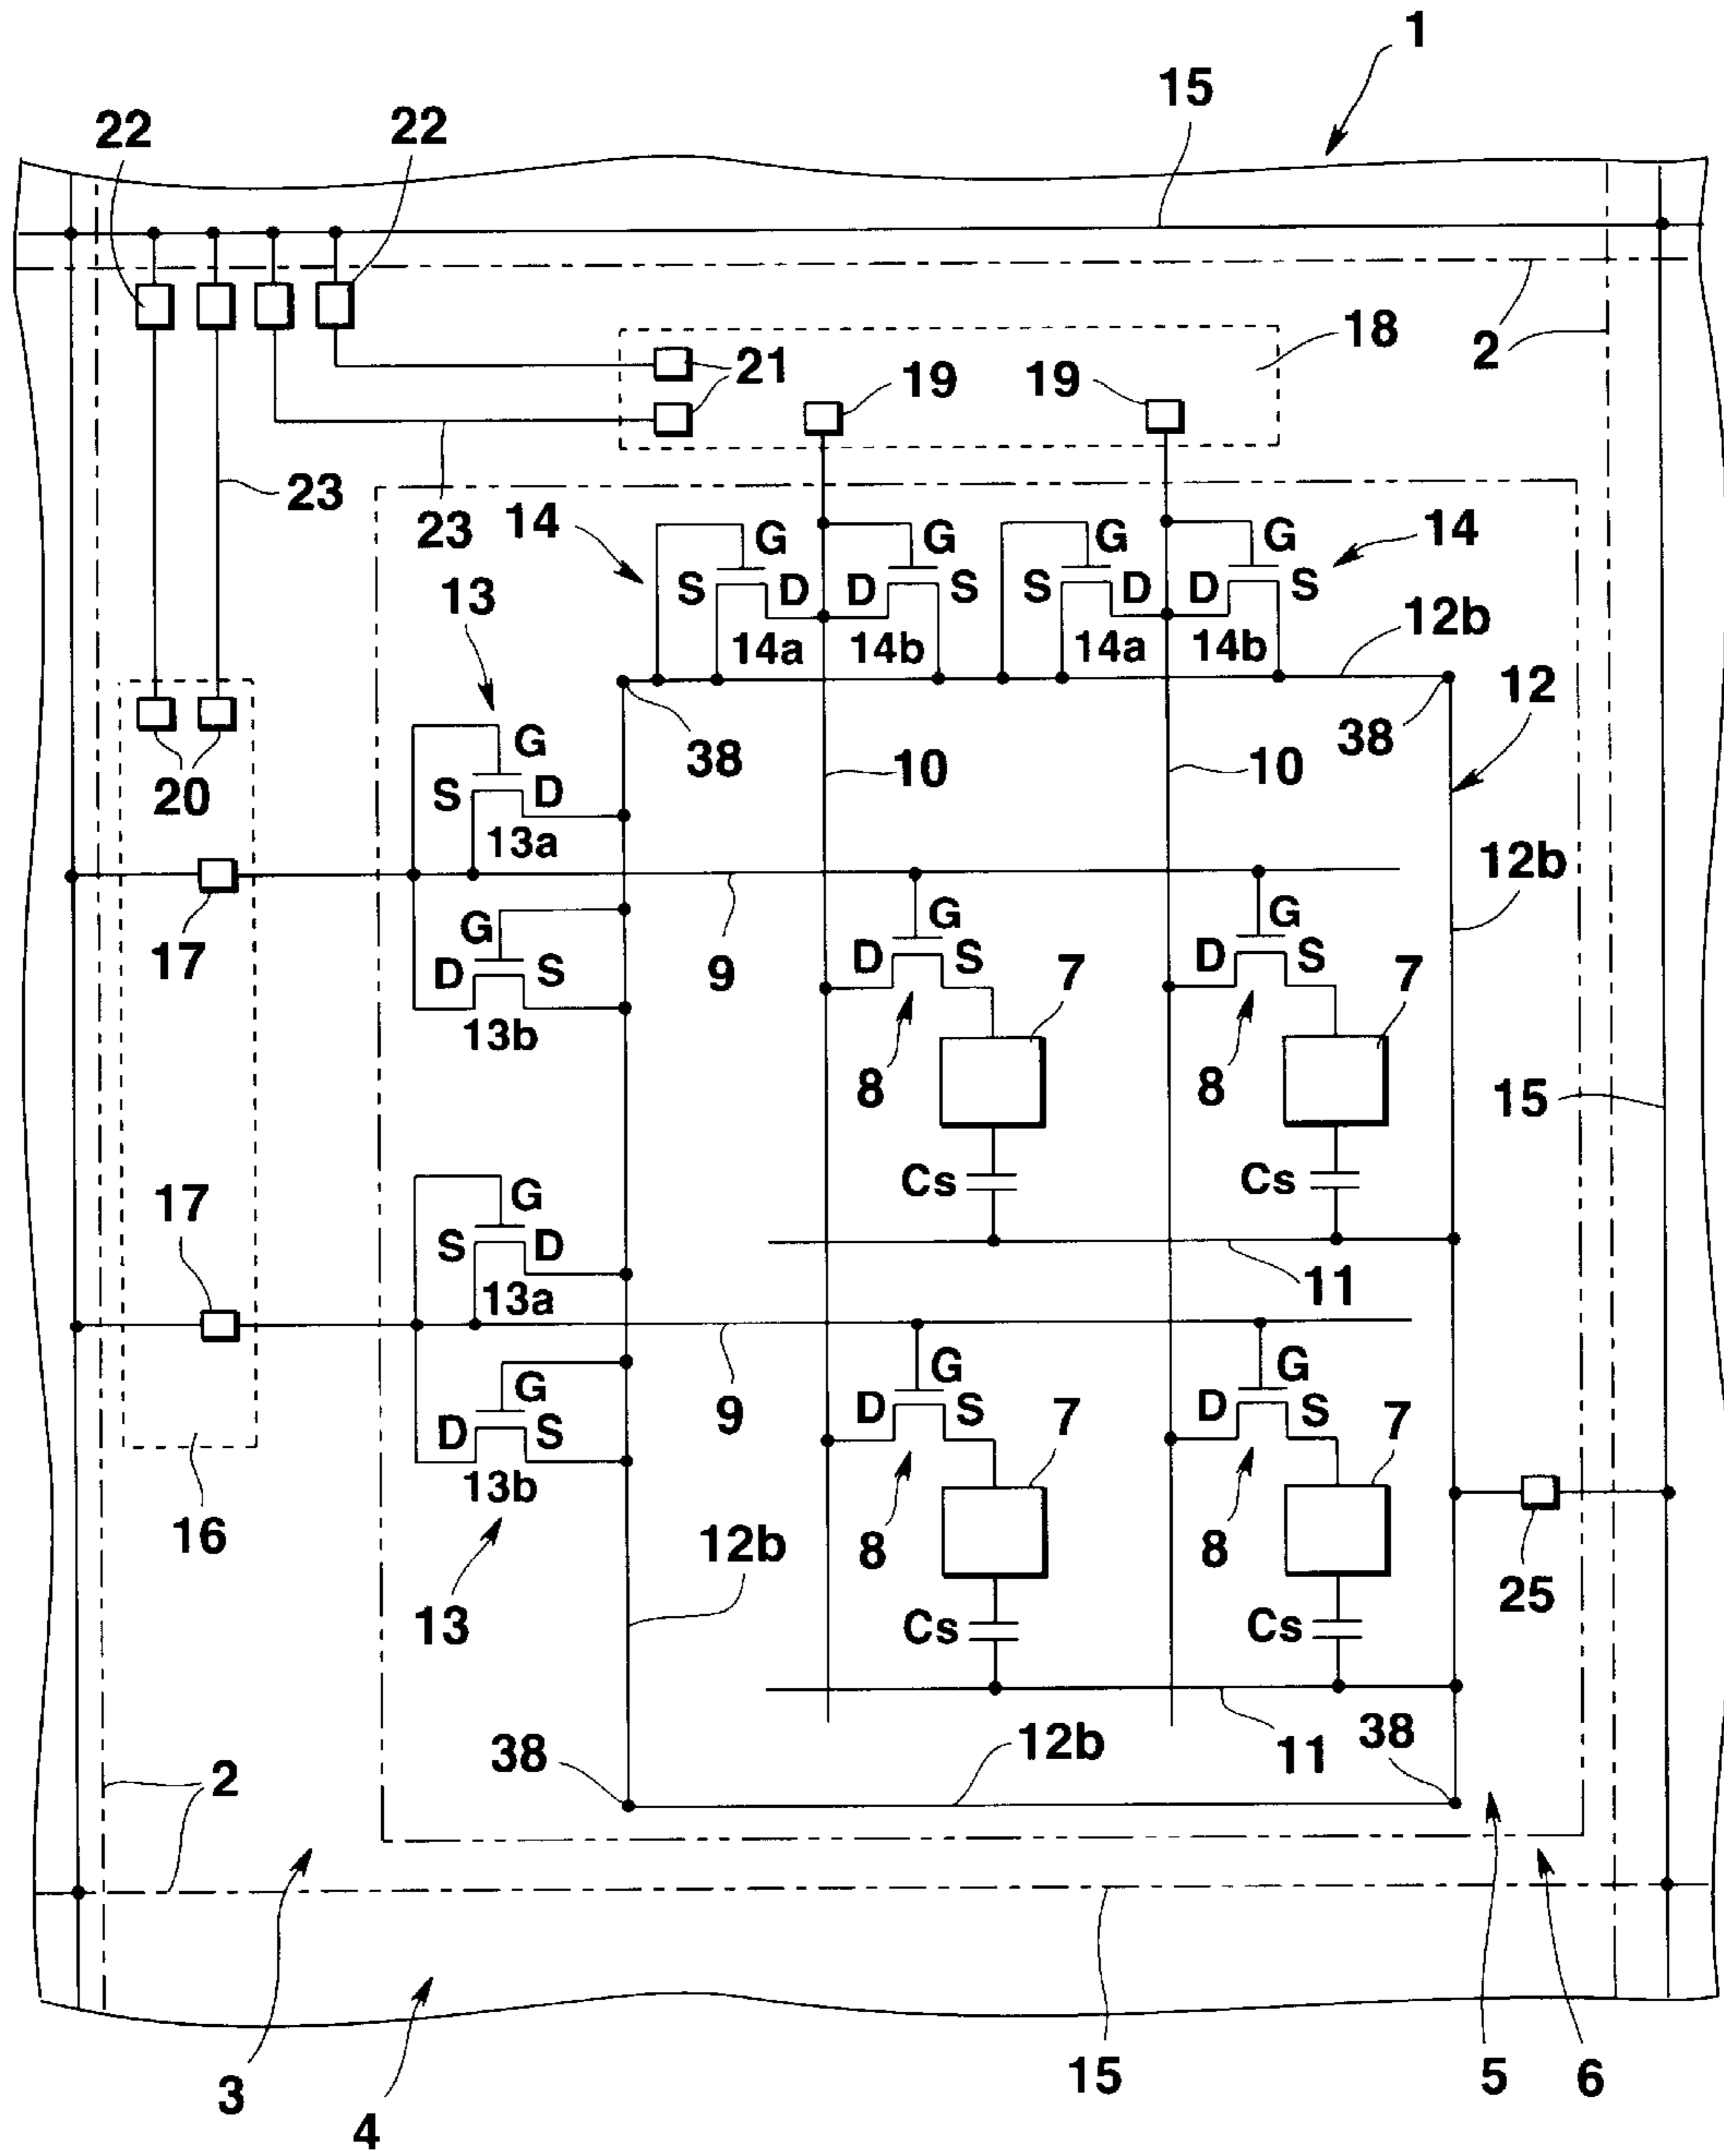 1
15
22 22
2
18
21 19 19
23
23
14 G G G G 14
S D D S S D D S
13
12b
14a 14b 14a 14b
12
38 38
G
10 10
20
S D
13a
12b
G
G G
17
D S
9
D S 7 D S 7
13b
8 8
15
17
G
Cs Cs
S D
13a
11
G
G G
9
D S
D S 7 D S 7
13b
16
12b
8 8
25
13
Cs Cs
38 12b 11 38
2
3
4
15
5 6